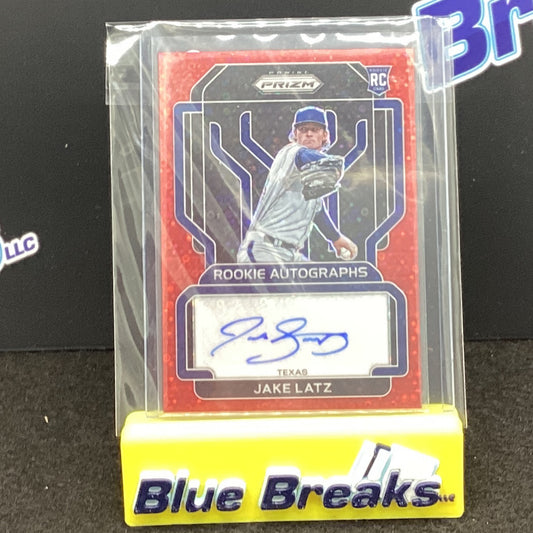 Br
LLC
PANINI
PRIZM
RC
ROOKIE AUTOGRAPHS
TEXAS
JAKE LATZ
Blue Breaks LLC